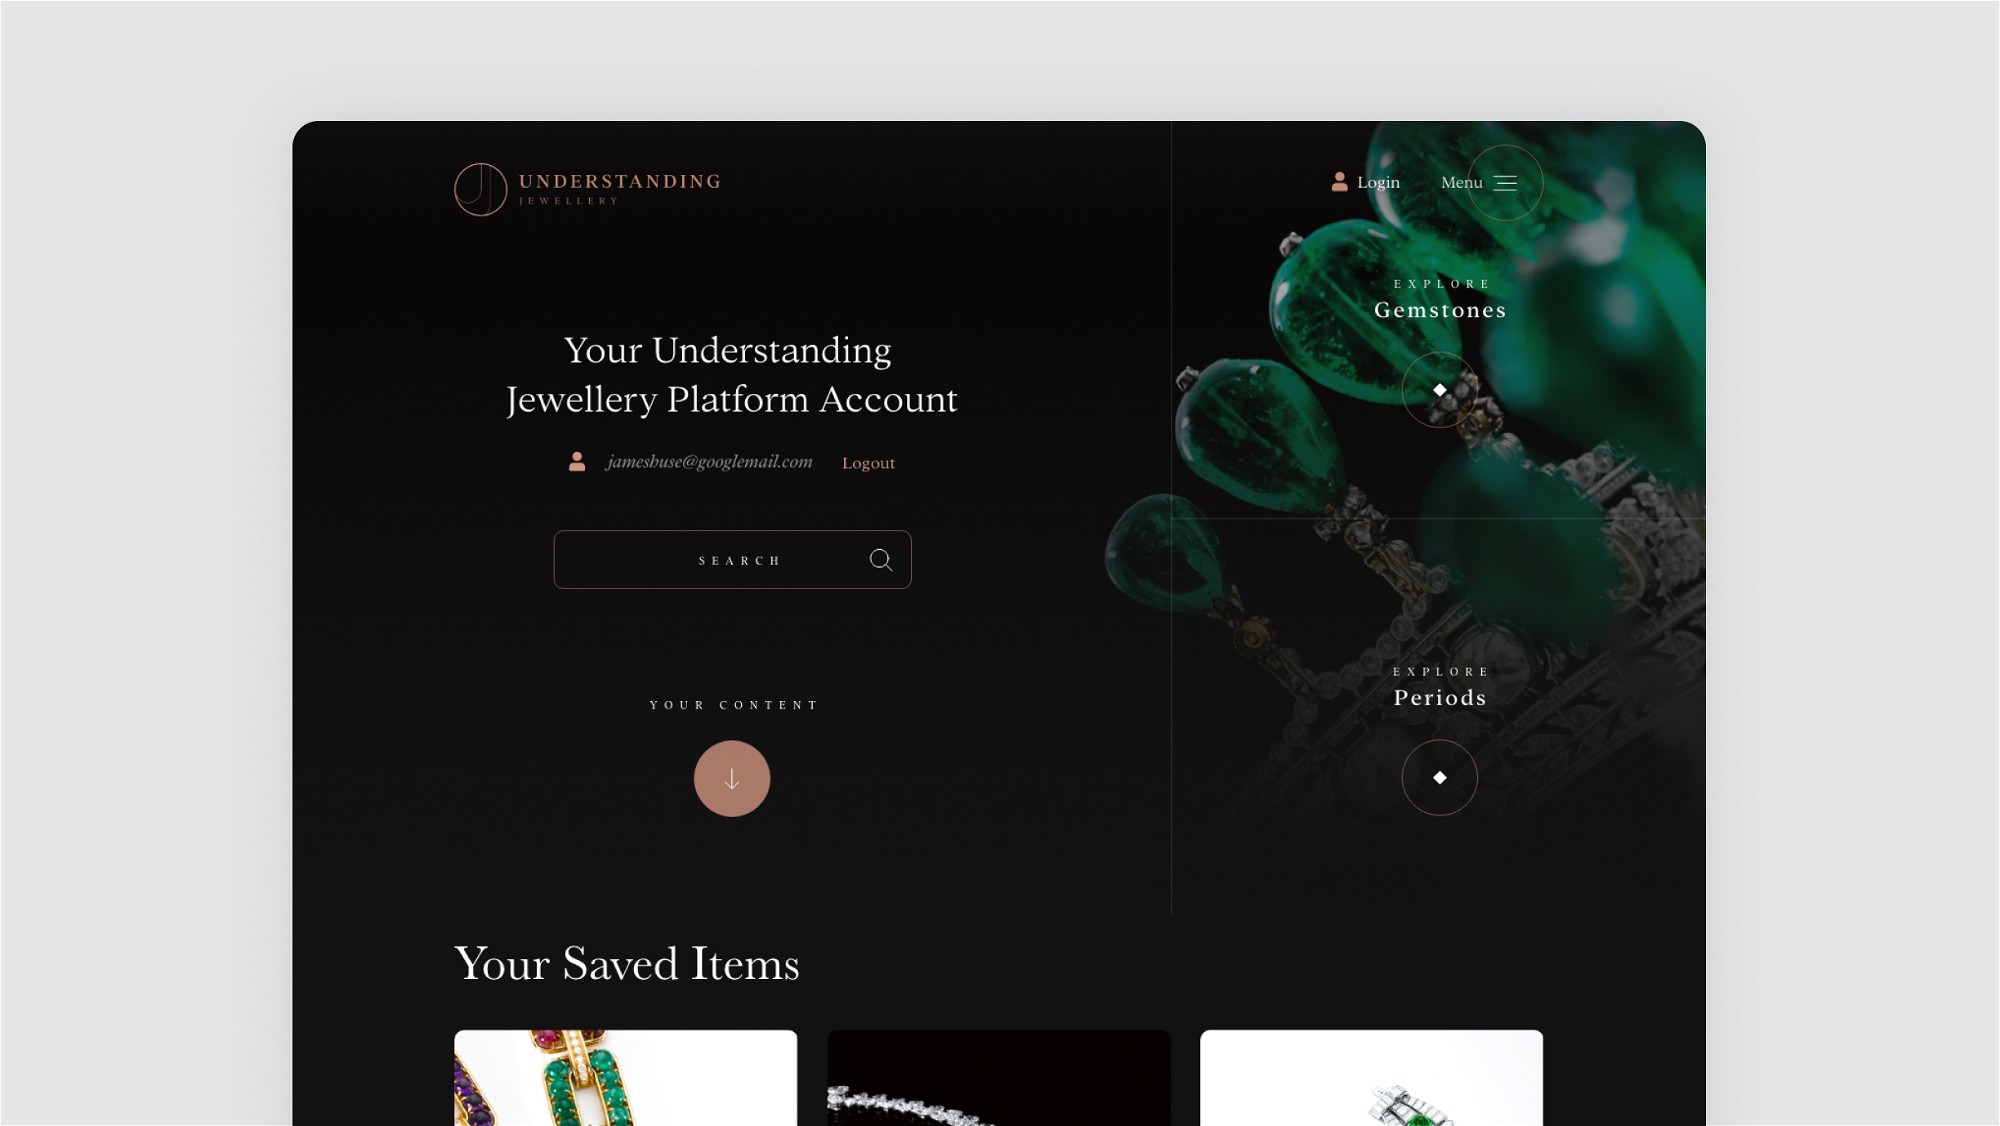 UNDERSTANDING
JEWELLERY
Login
Menu
EXPLORE
Gemstones
Your Understanding
Jewellery Platform Account
jameshuse@googlemail.com
Logout
SEARCH
EXPLORE
Periods
YOUR CONTENT
Your Saved Items